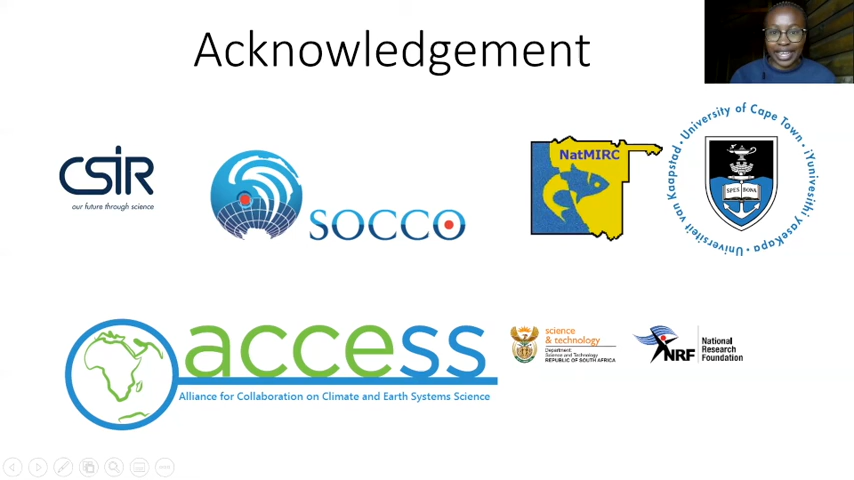 Acknowledgement
CSIR
our future through science
SOCCO
NatMIRC
University of Cape Town · iYunivesithi yaseKapa · Universiteit van Kaapstad ·
SPES BONA
access
Alliance for Collaboration on Climate and Earth Systems Science
science
& technology
Department:
Science and Technology
REPUBLIC OF SOUTH AFRICA
NRF
National
Research
Foundation